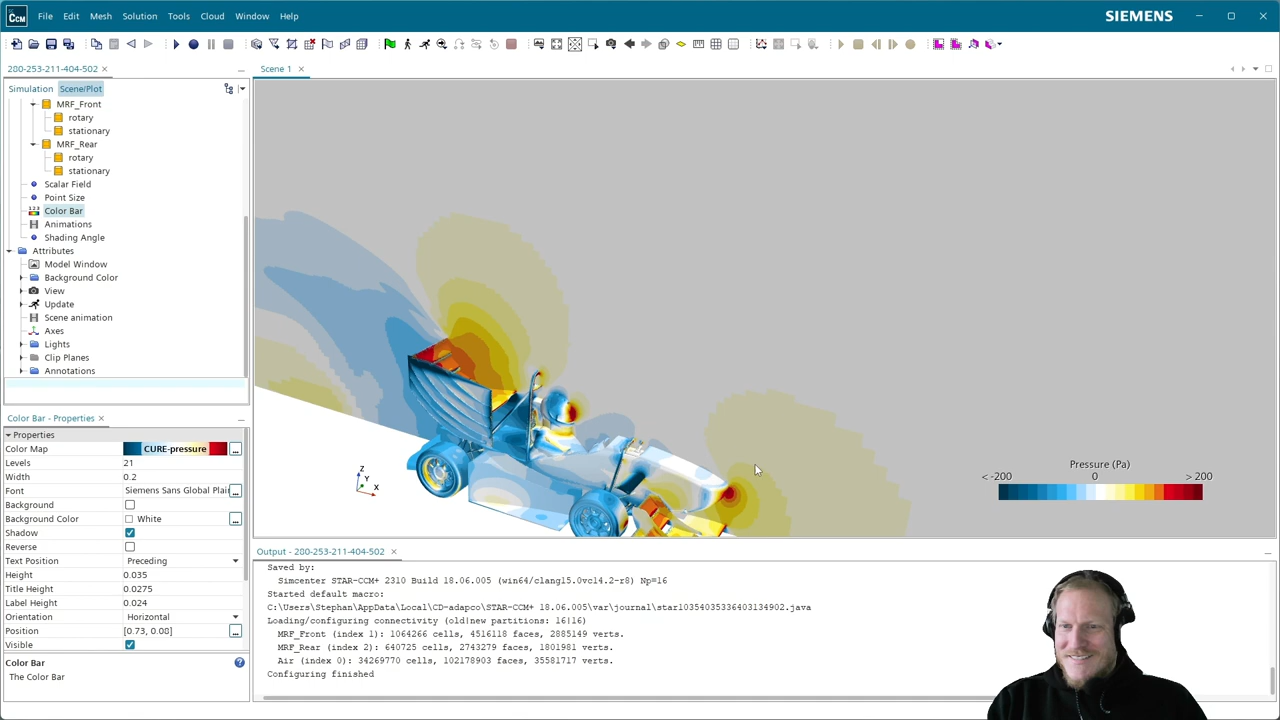 CCM File Edit Mesh Solution Tools Cloud Window Help SIEMENS
280-253-211-404-502
Scene 1
Simulation Scene/Plot
MRF_Front
rotary
stationary
MRF_Rear
rotary
stationary
Scalar Field
Point Size
123 Color Bar
Animations
Shading Angle
Attributes
Model Window
Background Color
View
Update
Scene animation
Axes
Lights
Clip Planes
Annotations
Z
Y
X
Pressure (Pa)
< -200 0 > 200
Color Bar - Properties
Properties
Color Map CURE-pressure ...
Levels 21
Width 0.2
Font Siemens Sans Global Plain ...
Background
Background Color White ...
Shadow
Reverse
Text Position Preceding
Height 0.035
Title Height 0.0275
Label Height 0.024
Orientation Horizontal
Position [0.73, 0.08] ...
Visible
Color Bar
The Color Bar
Output - 280-253-211-404-502
Saved by:
Simcenter STAR-CCM+ 2310 Build 18.06.005 (win64/clang15.0vc14.2-r8) Np=16
Started default macro:
C:\Users\Stephan\AppData\Local\CD-adapco\STAR-CCM+ 18.06.005\var\journal\star10354035336403134902.java
Loading/configuring connectivity (old|new partitions: 16|16)
MRF_Front (index 1): 1064266 cells, 4516118 faces, 2885149 verts.
MRF_Rear (index 2): 640725 cells, 2743279 faces, 1801981 verts.
Air (index 0): 34269770 cells, 102178903 faces, 35581717 verts.
Configuring finished